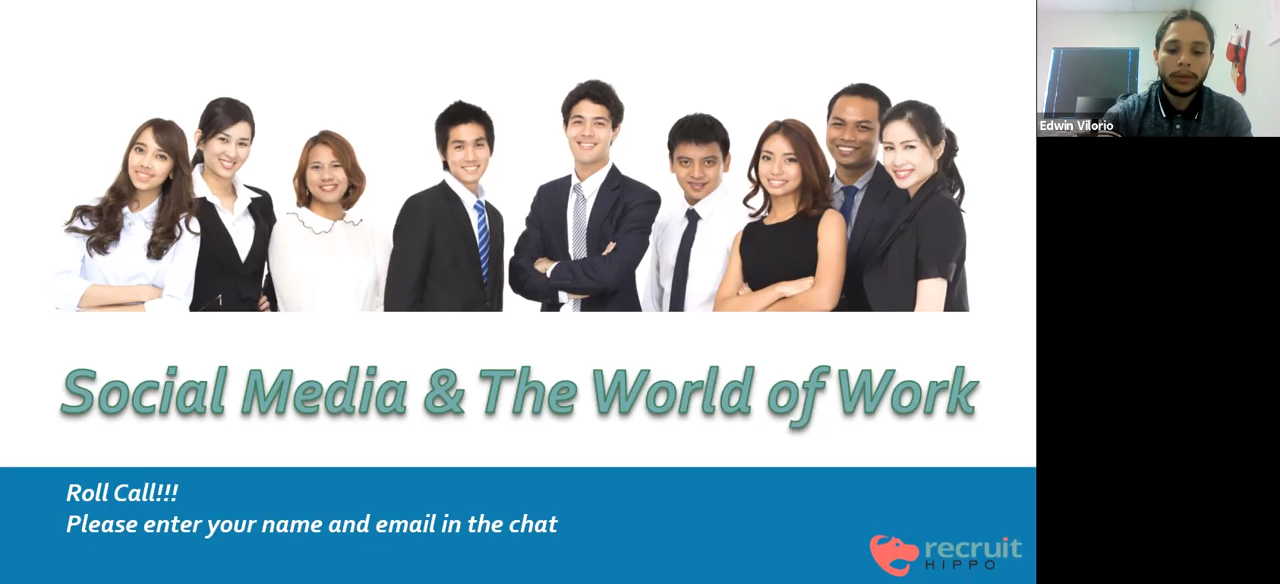 Edwin Vilorio
Social Media & The World of Work
Roll Call!!!
Please enter your name and email in the chat
recruit
HIPPO